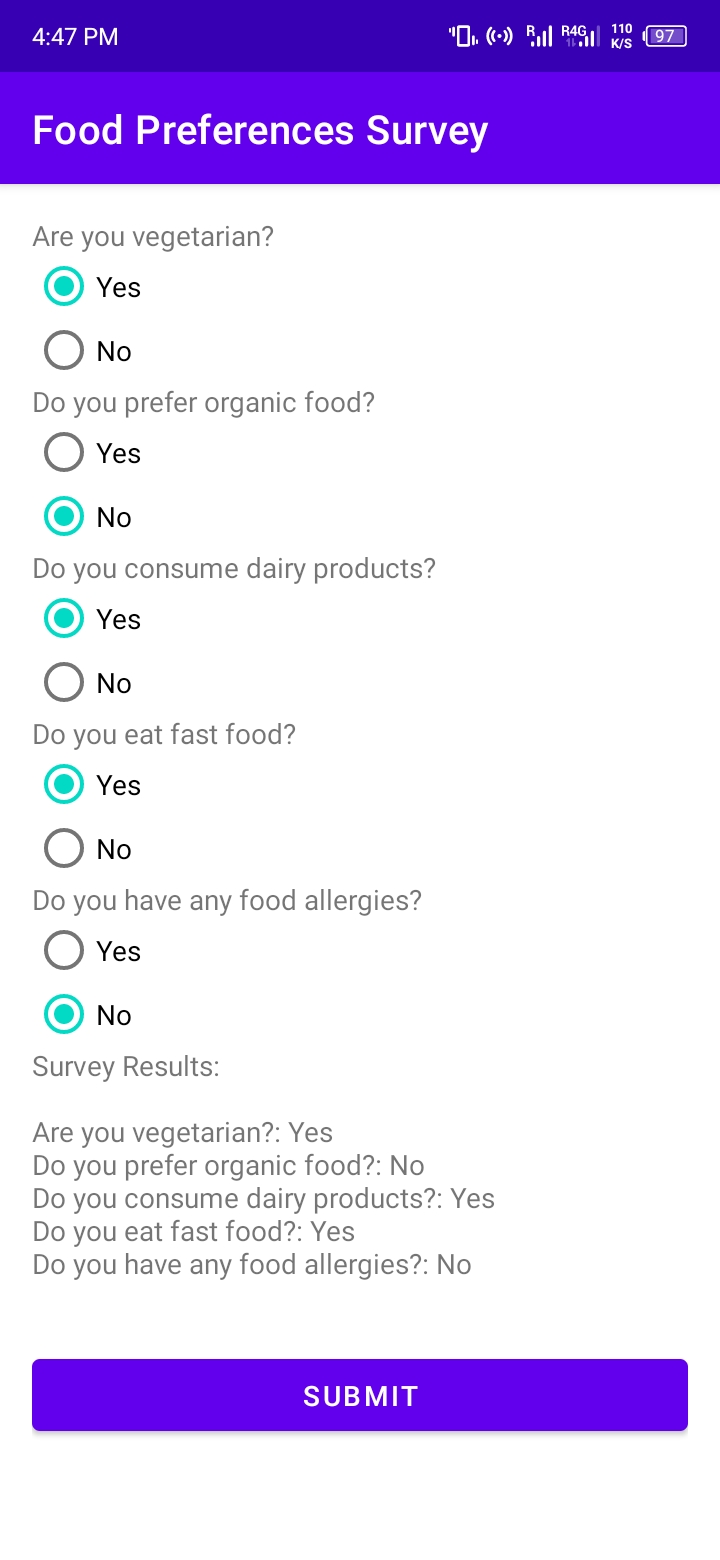 4:47 PM R R4G 110 K/S 97
Food Preferences Survey
Are you vegetarian?
Yes
No
Do you prefer organic food?
Yes
No
Do you consume dairy products?
Yes
No
Do you eat fast food?
Yes
No
Do you have any food allergies?
Yes
No
Survey Results:
Are you vegetarian?: Yes
Do you prefer organic food?: No
Do you consume dairy products?: Yes
Do you eat fast food?: Yes
Do you have any food allergies?: No
SUBMIT